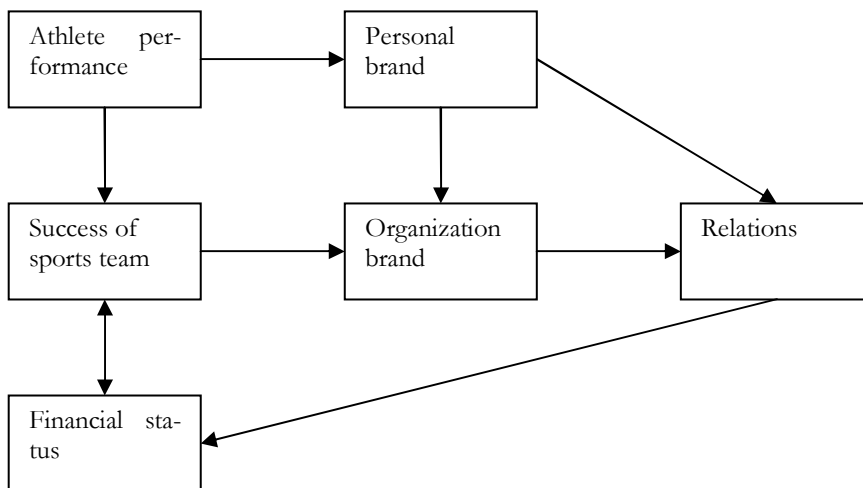 Athlete per-
formance
Personal
brand
Success of
sports team
Organization
brand
Relations
Financial sta-
tus